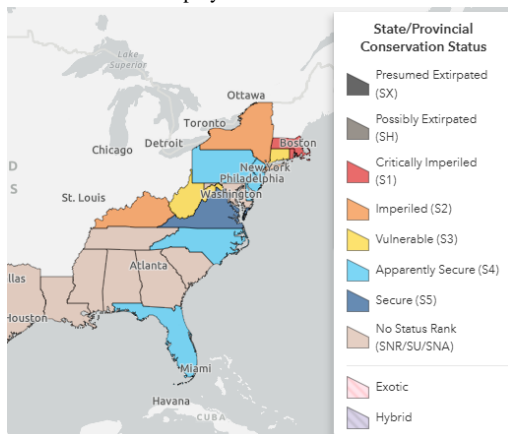 Lake
Superior
Ottawa
Toronto
Boston
Chicago
Detroit
New York
Philadelphia
Washington
St. Louis
Atlanta
llas
Houston
Miami
Havana
CUBA
D
S
State/Provincial
Conservation Status
Presumed Extirpated
(SX)
Possibly Extirpated
(SH)
Critically Imperiled
(S1)
Imperiled (S2)
Vulnerable (S3)
Apparently Secure (S4)
Secure (S5)
No Status Rank
(SNR/SU/SNA)
Exotic
Hybrid